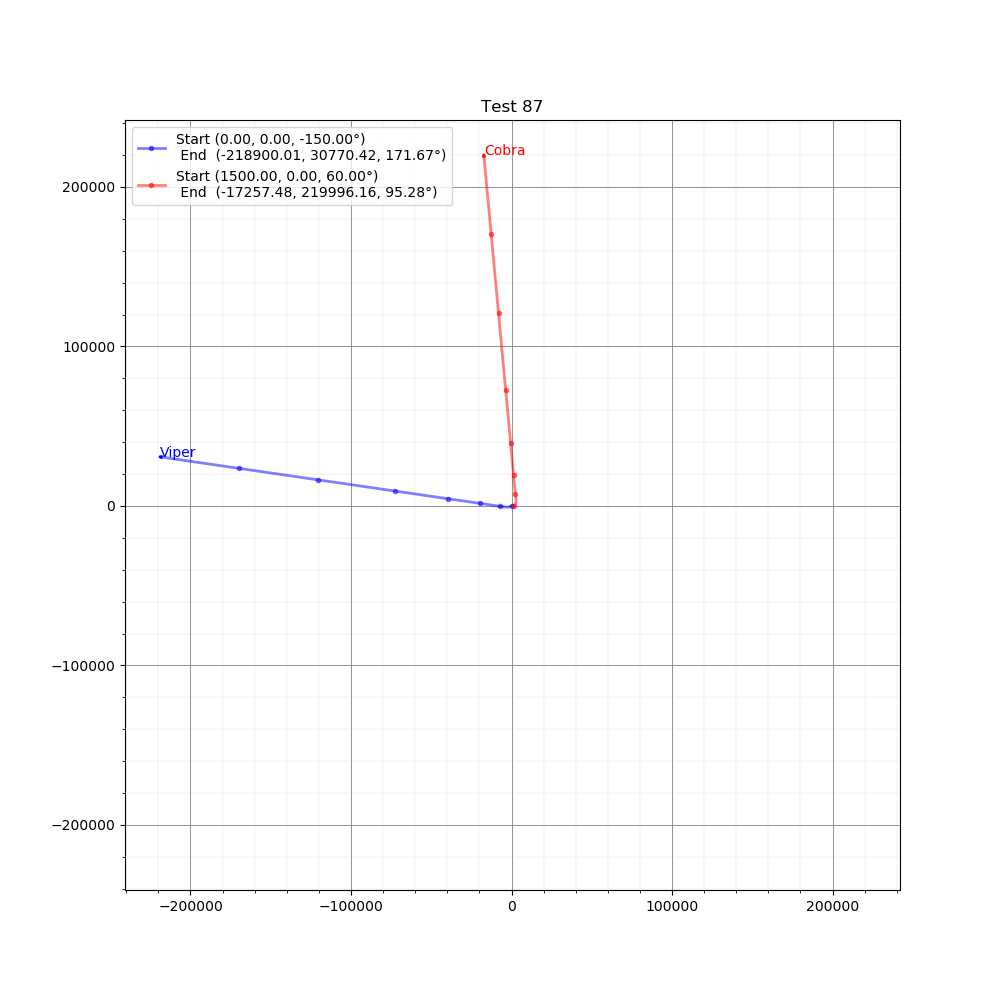 Test 87
Start (0.00, 0.00, -150.00°)
End (-218900.01, 30770.42, 171.67°)
Start (1500.00, 0.00, 60.00°)
End (-17257.48, 219996.16, 95.28°)
Cobra
Viper
200000
100000
0
−100000
−200000
−200000 −100000 0 100000 200000